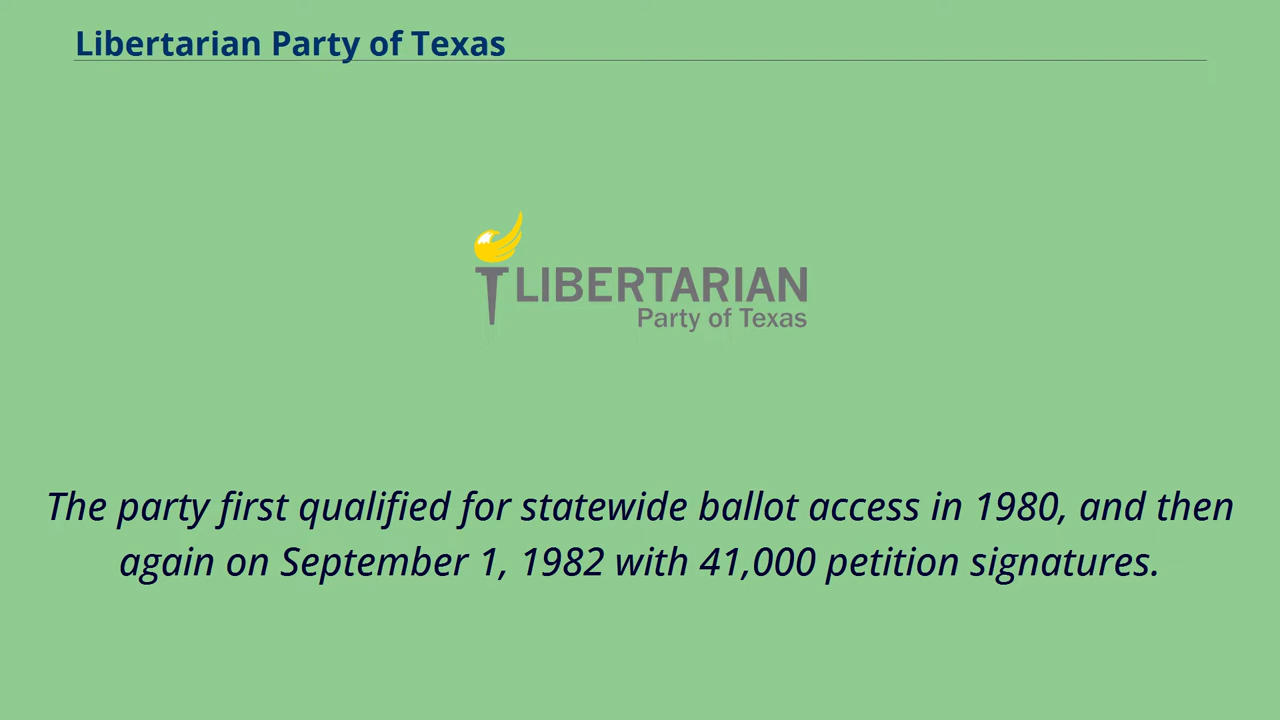 Libertarian Party of Texas
LIBERTARIAN
Party of Texas
The party first qualified for statewide ballot access in 1980, and then
again on September 1, 1982 with 41,000 petition signatures.